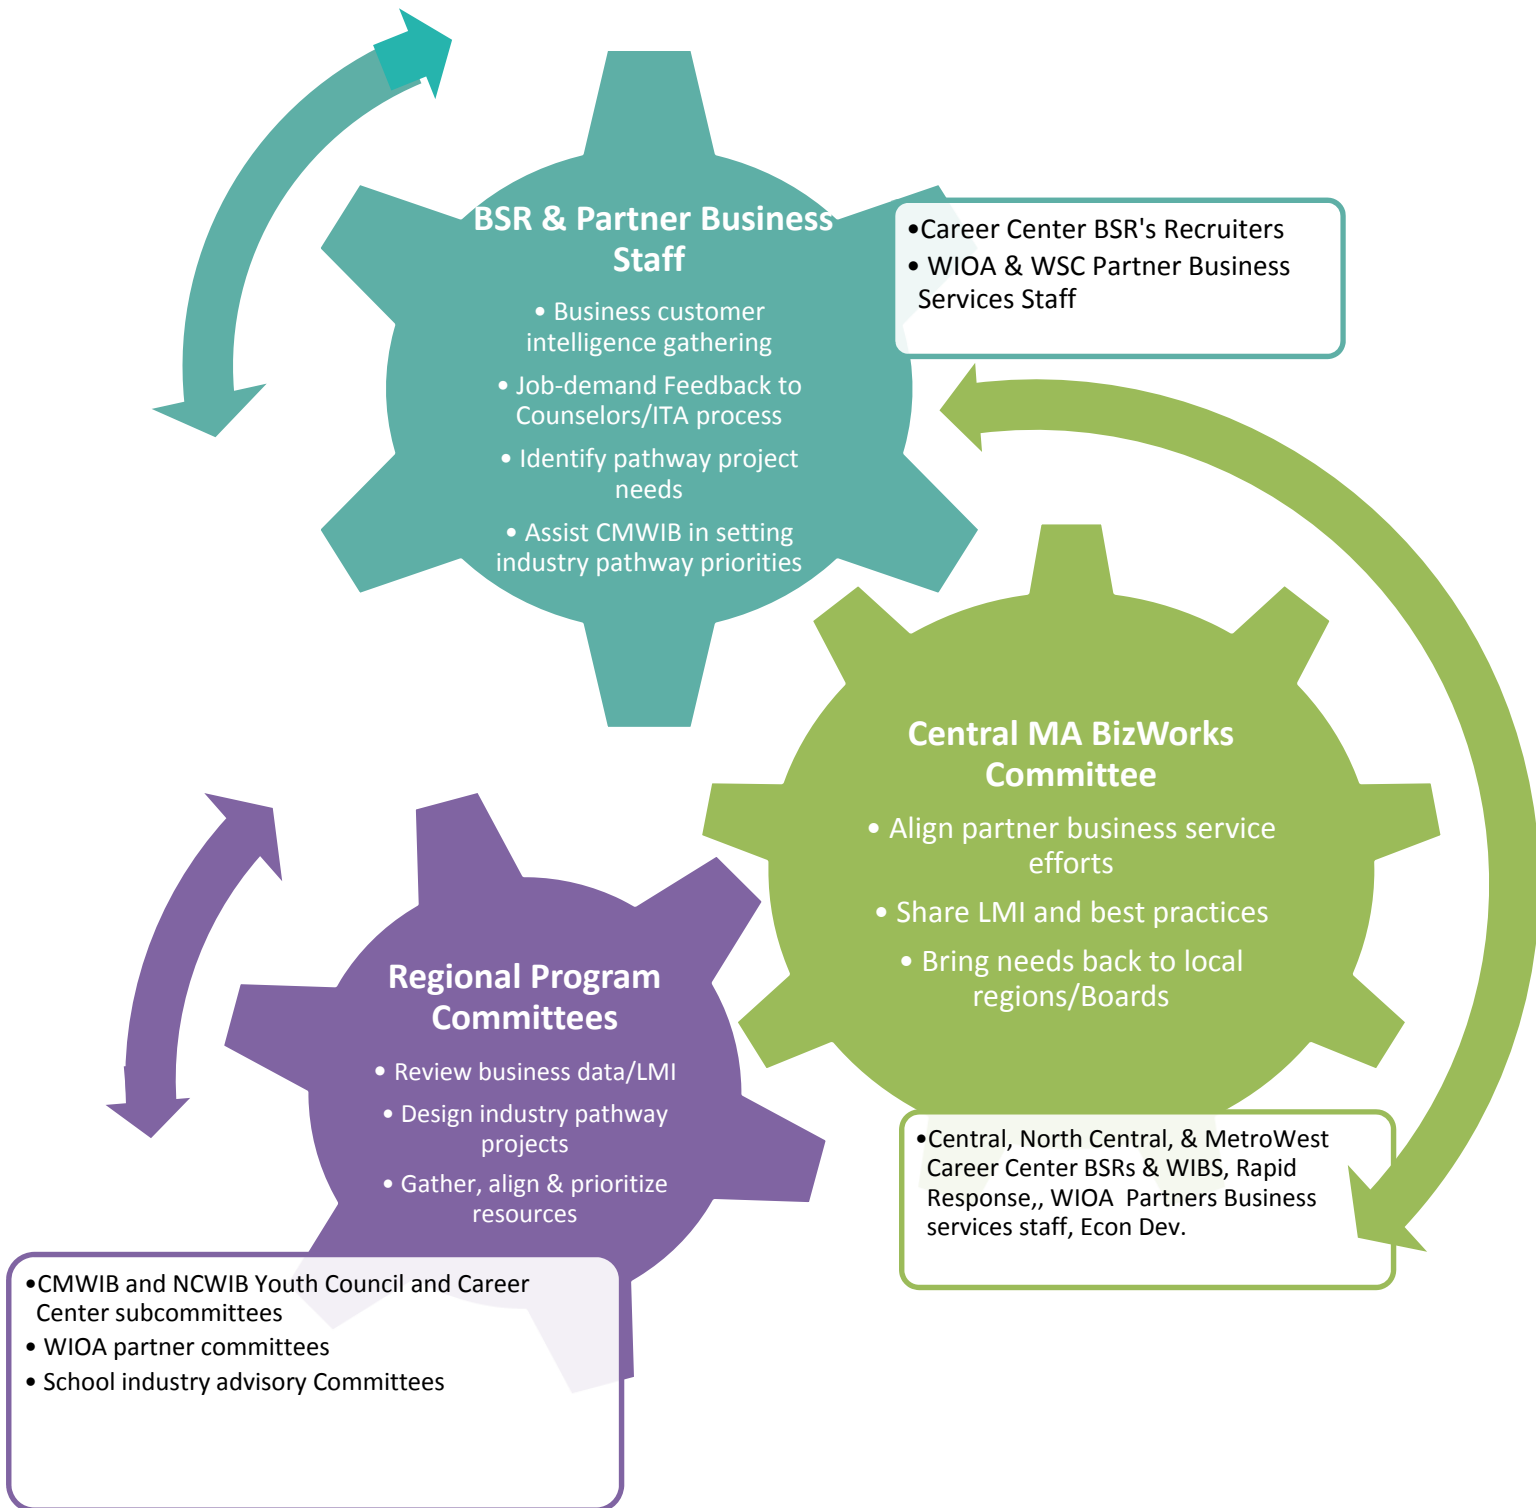 BSR & Partner Business
Staff
• Business customer
intelligence gathering
• Job-demand Feedback to
Counselors/ITA process
• Identify pathway project
needs
• Assist CMWIB in setting
industry pathway priorities
•Career Center BSR's Recruiters
• WIOA & WSC Partner Business
Services Staff
Central MA BizWorks
Committee
• Align partner business service
efforts
• Share LMI and best practices
• Bring needs back to local
regions/Boards
•Central, North Central, & MetroWest
Career Center BSRs & WIBS, Rapid
Response,, WIOA Partners Business
services staff, Econ Dev.
Regional Program
Committees
• Review business data/LMI
• Design industry pathway
projects
• Gather, align & prioritize
resources
•CMWIB and NCWIB Youth Council and Career
Center subcommittees
• WIOA partner committees
• School industry advisory Committees